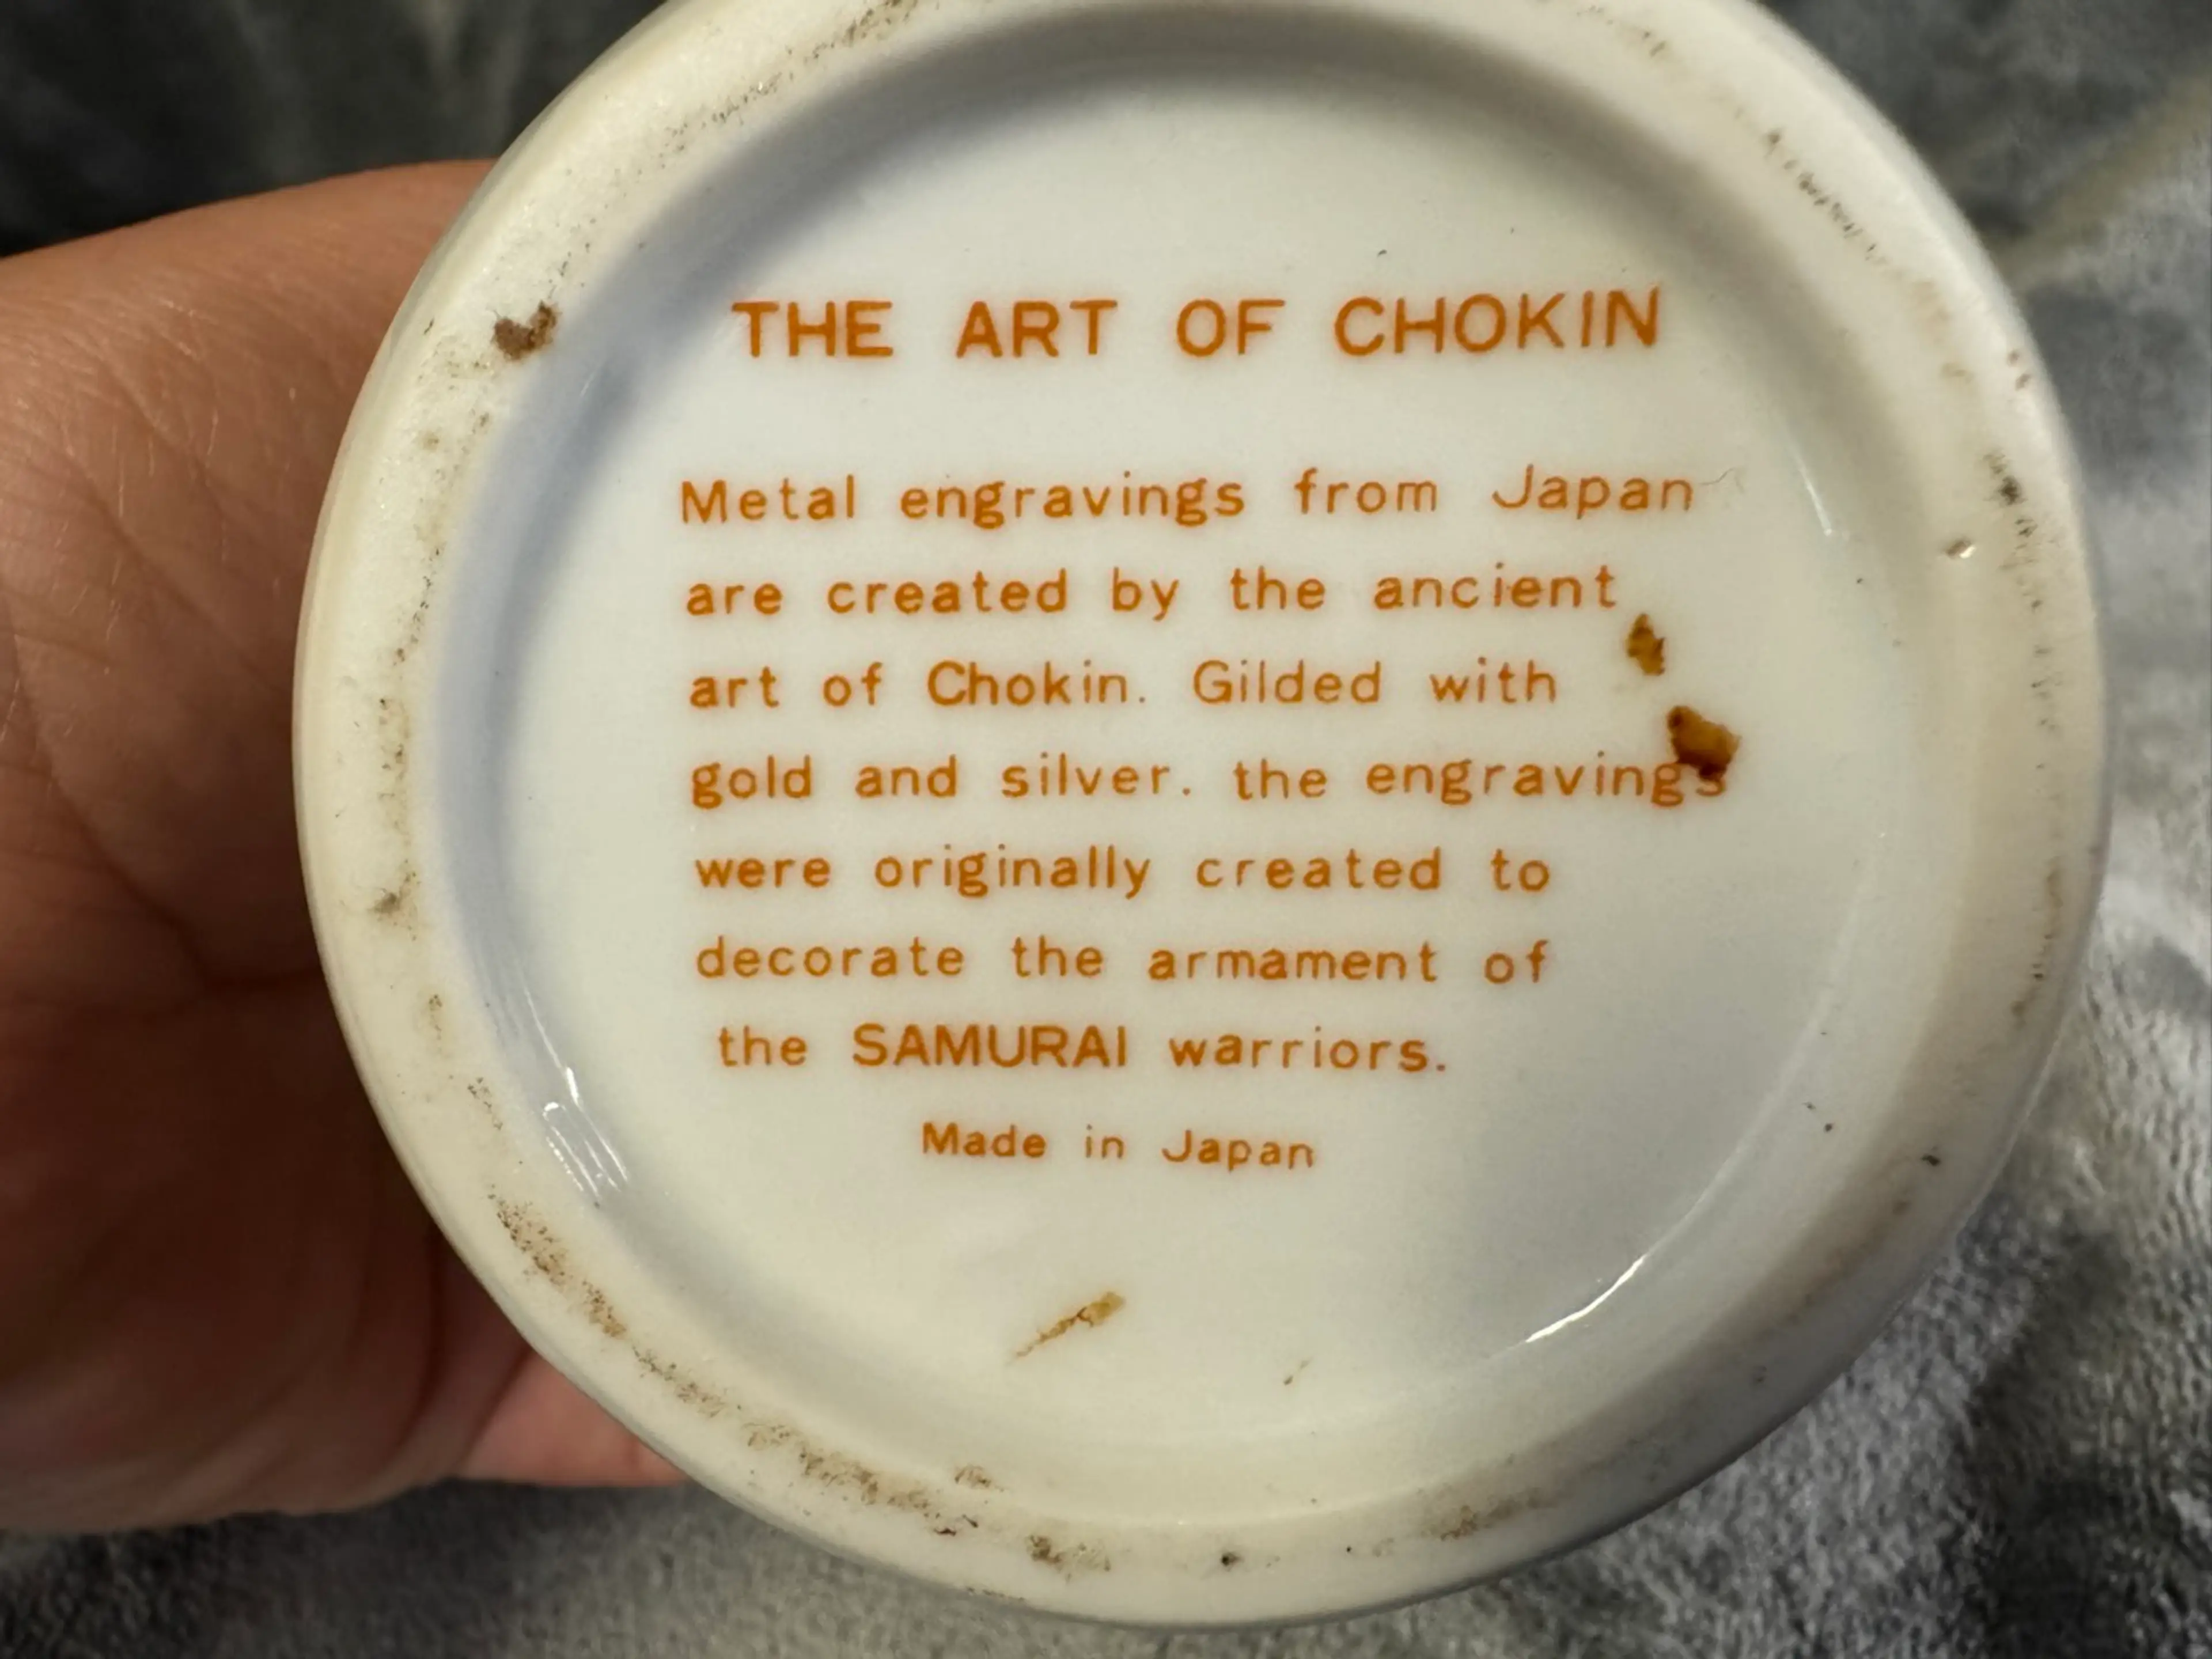 THE ART OF CHOKIN
Metal engravings from Japan
are created by the ancient
art of Chokin. Gilded with
gold and silver. the engravings
were originally created to
decorate the armament of
the SAMURAI warriors.
Made in Japan